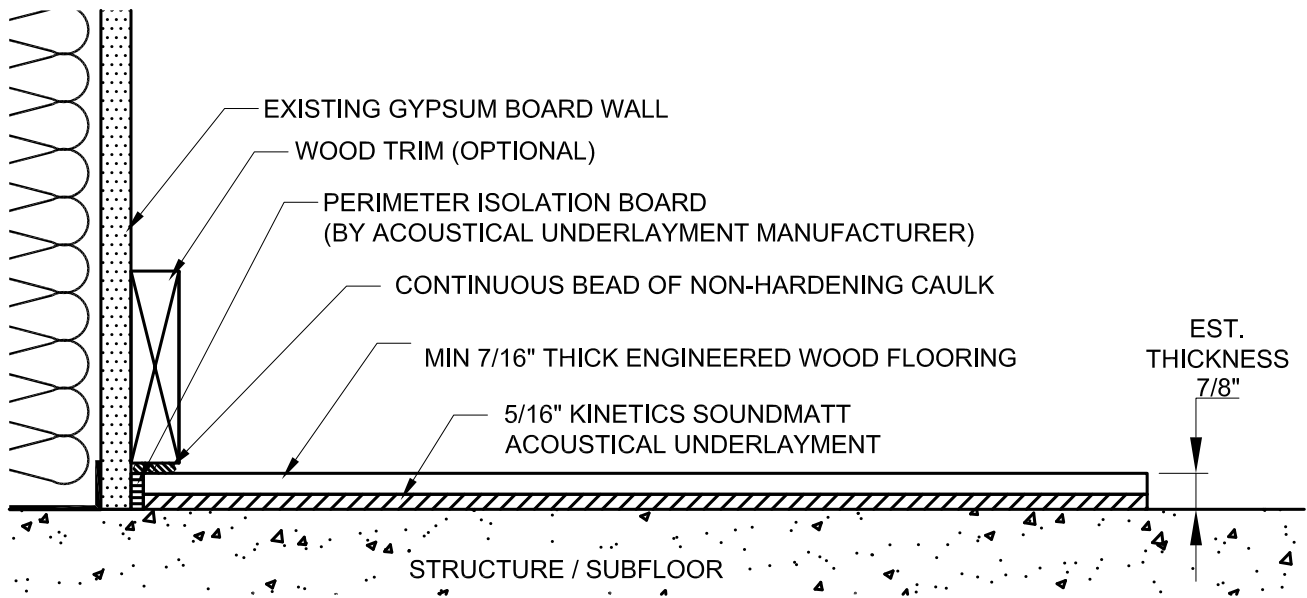 EXISTING GYPSUM BOARD WALL
WOOD TRIM (OPTIONAL)
PERIMETER ISOLATION BOARD
(BY ACOUSTICAL UNDERLAYMENT MANUFACTURER)
CONTINUOUS BEAD OF NON-HARDENING CAULK
MIN 7/16" THICK ENGINEERED WOOD FLOORING
5/16" KINETICS SOUNDMATT
ACOUSTICAL UNDERLAYMENT
EST.
THICKNESS
7/8"
STRUCTURE / SUBFLOOR